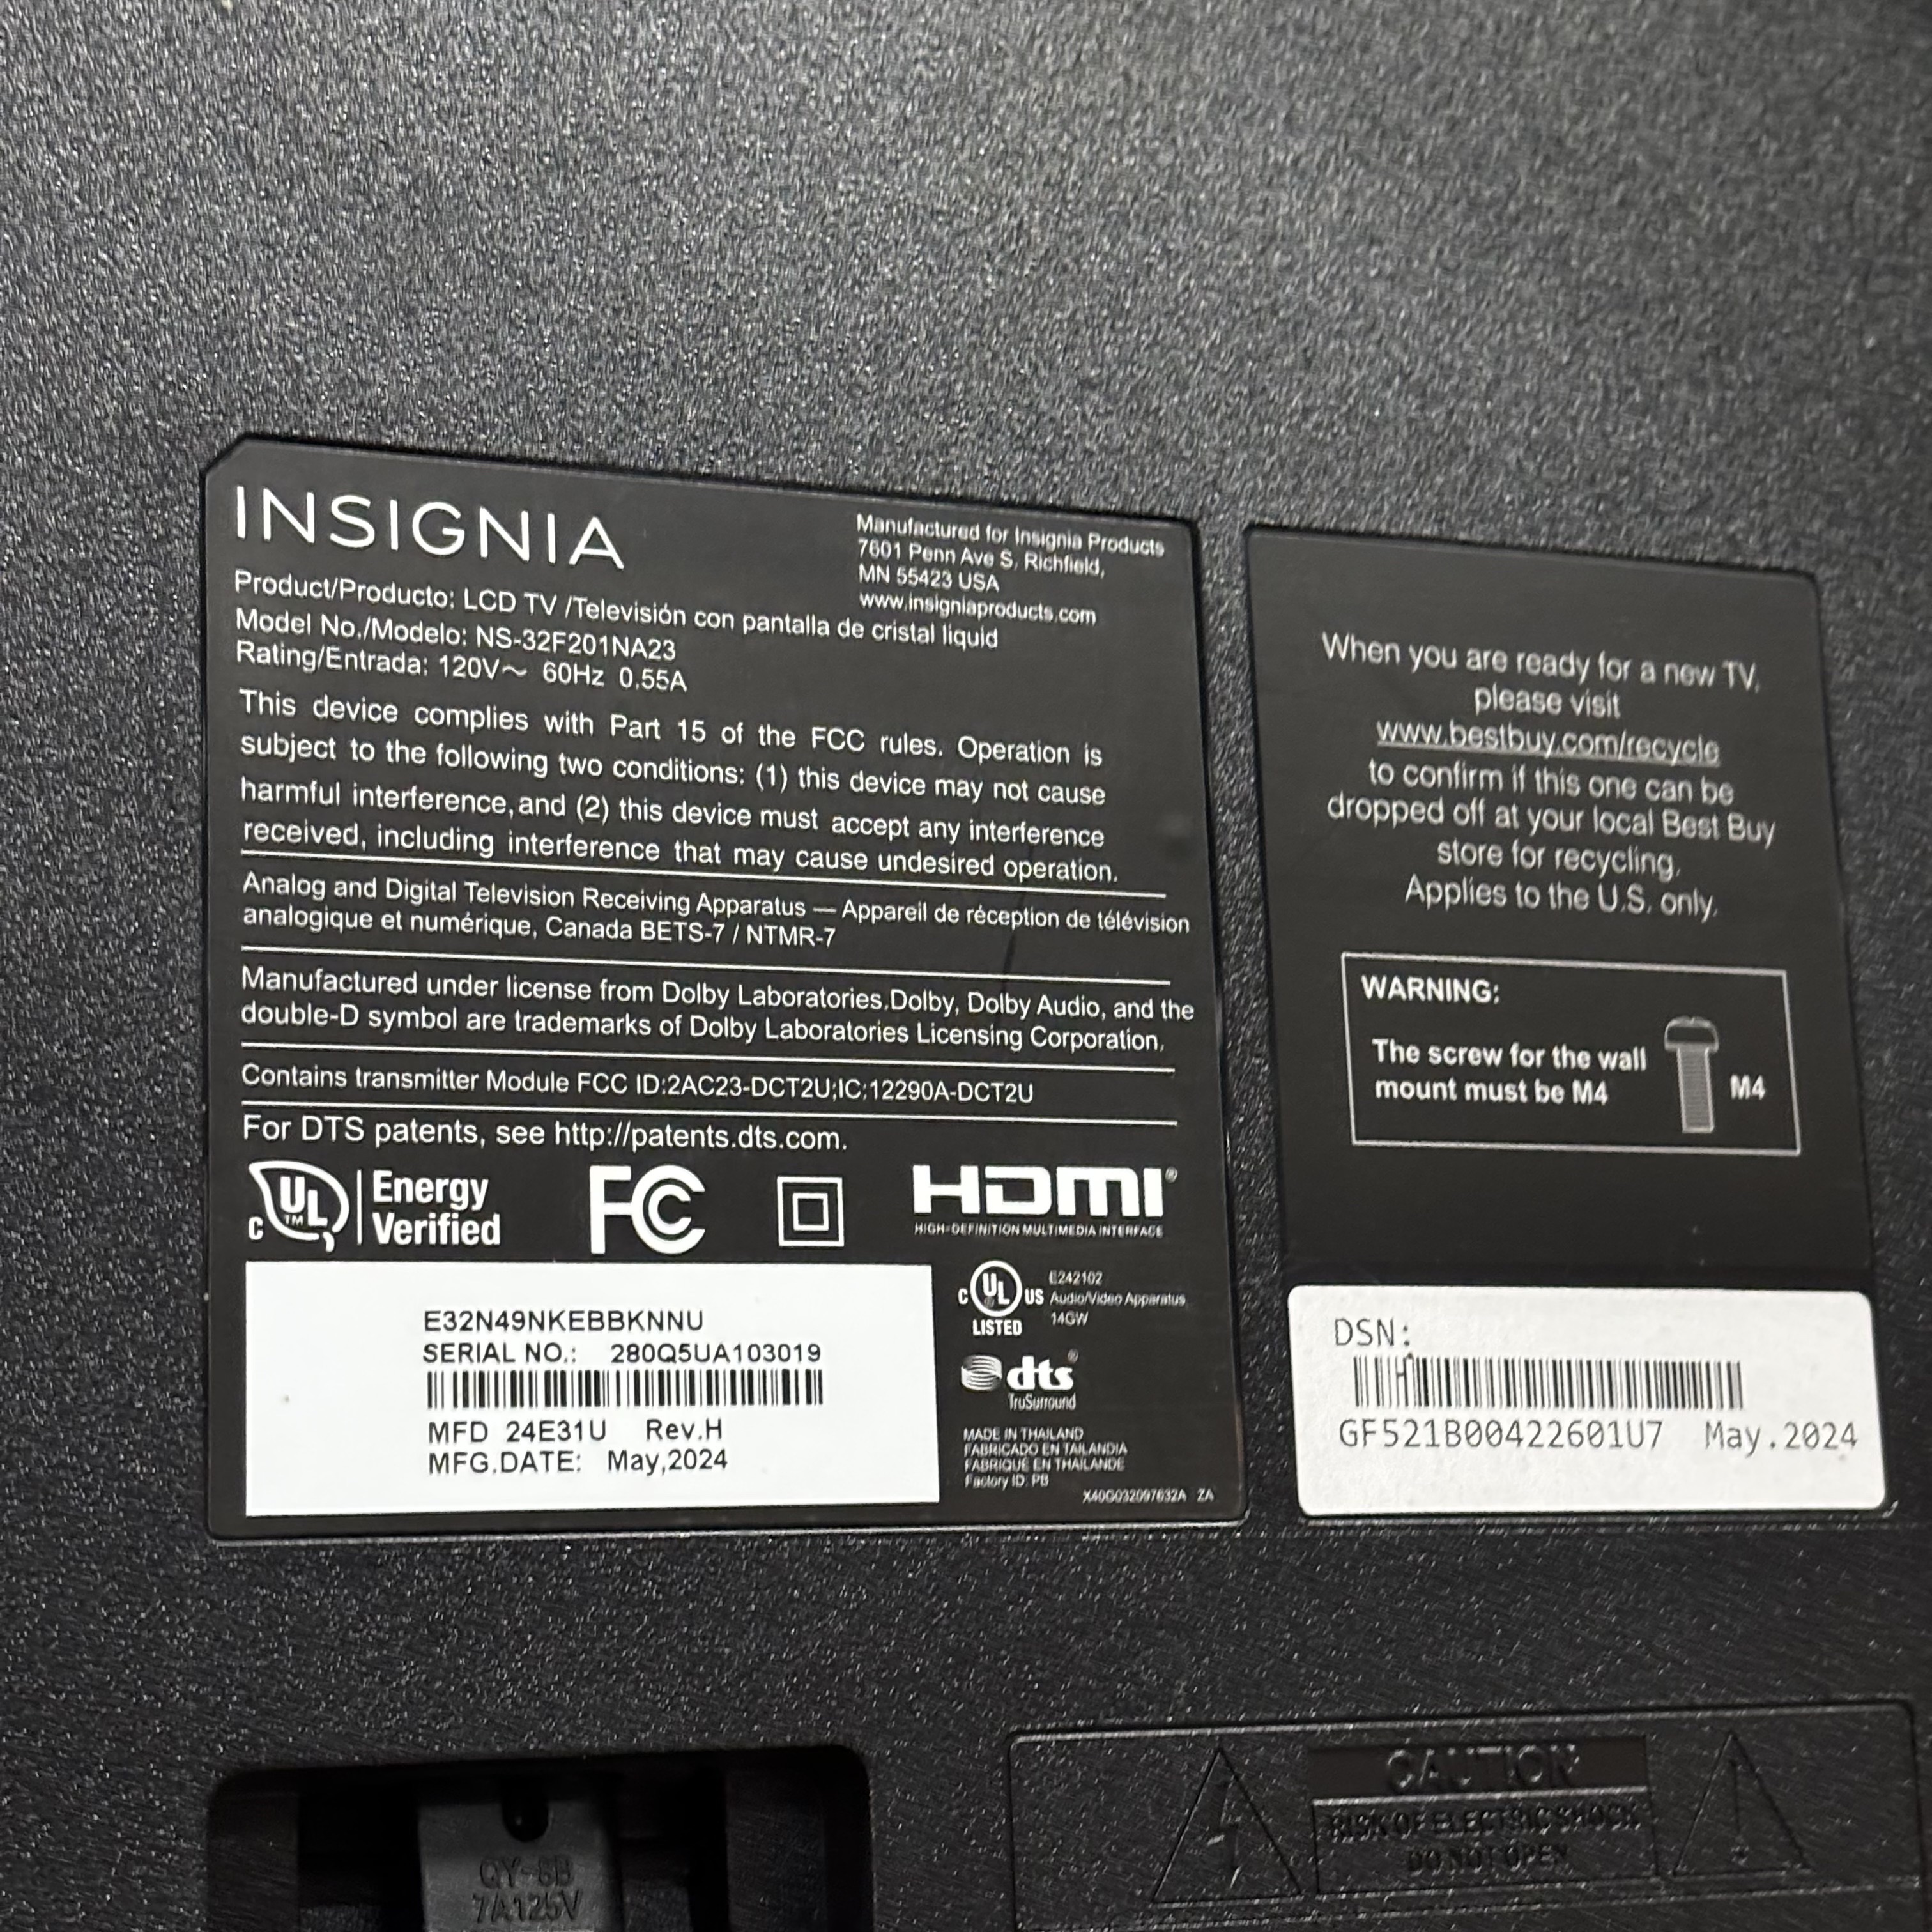 INSIGNIA
Manufactured for Insignia Products
7601 Penn Ave S. Richfield,
MN 55423 USA
www.insigniaproducts.com
Product/Producto: LCD TV /Televisión con pantalla de cristal liquid
Model No./Modelo: NS-32F201NA23
Rating/Entrada: 120V～ 60Hz 0.55A
This device complies with Part 15 of the FCC rules. Operation is
subject to the following two conditions: (1) this device may not cause
harmful interference,and (2) this device must accept any interference
received, including interference that may cause undesired operation.
Analog and Digital Television Receiving Apparatus — Appareil de réception de télévision
analogique et numérique, Canada BETS-7 / NTMR-7
Manufactured under license from Dolby Laboratories.Dolby, Dolby Audio, and the
double-D symbol are trademarks of Dolby Laboratories Licensing Corporation.
Contains transmitter Module FCC ID:2AC23-DCT2U;IC:12290A-DCT2U
For DTS patents, see http://patents.dts.com.
C UL ™ Energy
Verified
FC
HDMI®
HIGH-DEFINITION MULTIMEDIA INTERFACE
E32N49NKEBBKNNU
SERIAL NO.: 280Q5UA103019
MFD 24E31U Rev.H
MFG.DATE: May,2024
C UL US
LISTED
E242102
Audio/Video Apparatus
14GW
dts®
TruSurround
MADE IN THAILAND
FABRICADO EN TAILANDIA
FABRIQUÉ EN THAÏLANDE
Factory ID: PB
X40G032097632A ZA
When you are ready for a new TV,
please visit
www.bestbuy.com/recycle
to confirm if this one can be
dropped off at your local Best Buy
store for recycling.
Applies to the U.S. only.
WARNING:
The screw for the wall
mount must be M4
M4
DSN:
GF521B00422601U7 May.2024
QY-6B
7A125V
CAUTION
RISK OF ELECTRIC SHOCK
DO NOT OPEN